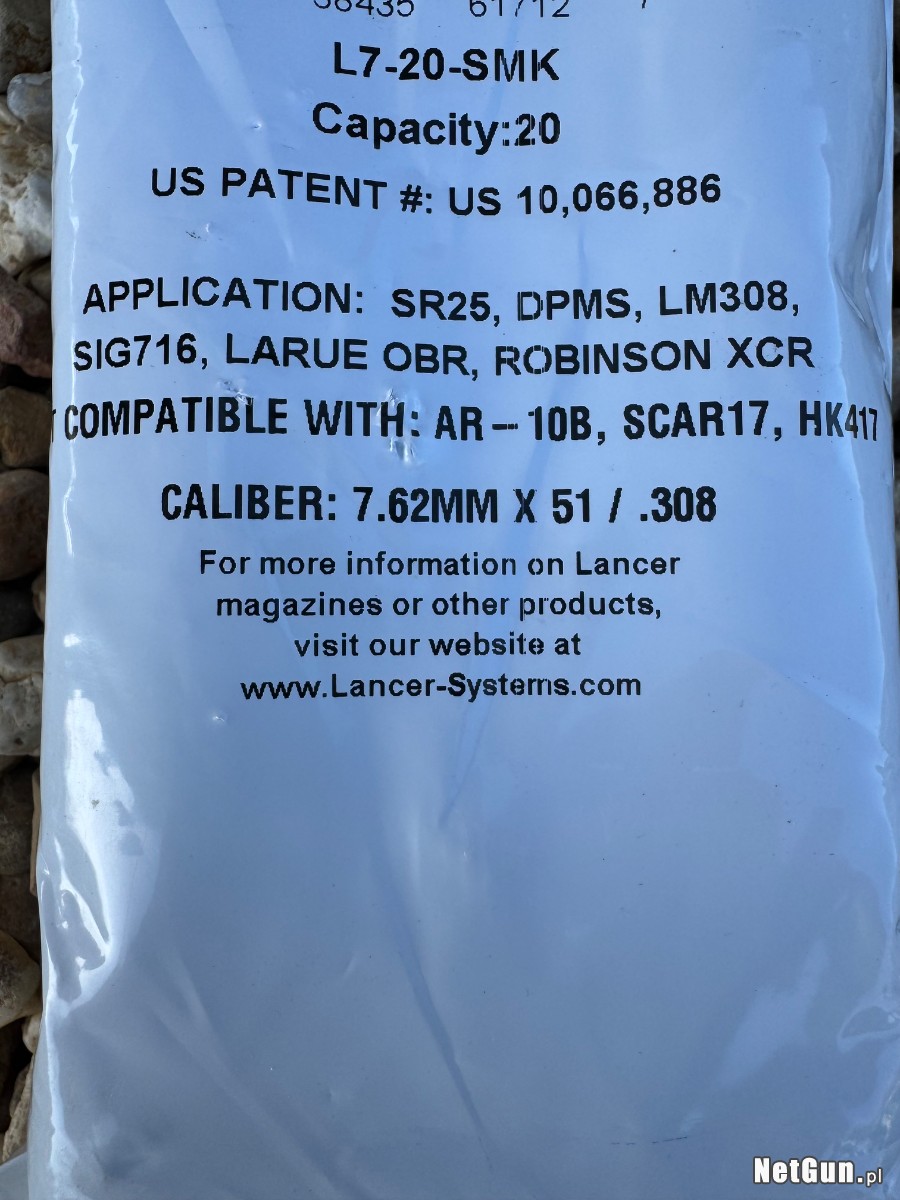 L7-20-SMK
Capacity:20
US PATENT #: US 10,066,886
APPLICATION: SR25, DPMS, LM308,
SIG716, LARUE OBR, ROBINSON XCR
COMPATIBLE WITH: AR-10B, SCAR17, HK417
CALIBER: 7.62MM X 51 / .308
For more information on Lancer
magazines or other products,
visit our website at
www.Lancer-Systems.com
NetGun.pl